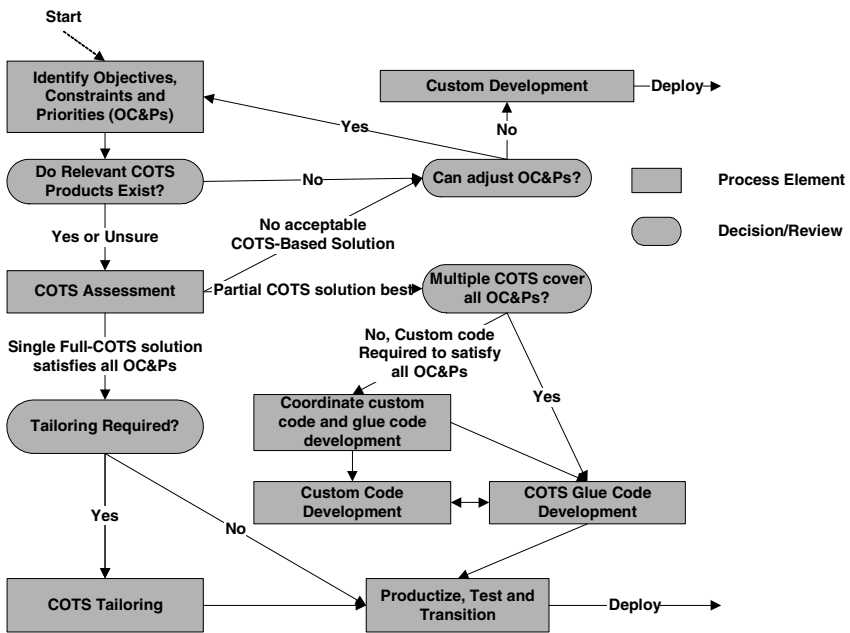 Start
Identify Objectives,
Constraints and
Priorities (OC&Ps)
Custom Development
Deploy
Yes
No
Do Relevant COTS
Products Exist?
No
Can adjust OC&Ps?
Process Element
No acceptable
COTS-Based Solution
Decision/Review
Yes or Unsure
COTS Assessment
Partial COTS solution best
Multiple COTS cover
all OC&Ps?
Single Full-COTS solution
satisfies all OC&Ps
No, Custom code
Required to satisfy
all OC&Ps
Yes
Tailoring Required?
Coordinate custom
code and glue code
development
Custom Code
Development
COTS Glue Code
Development
Yes
No
COTS Tailoring
Productize, Test and
Transition
Deploy